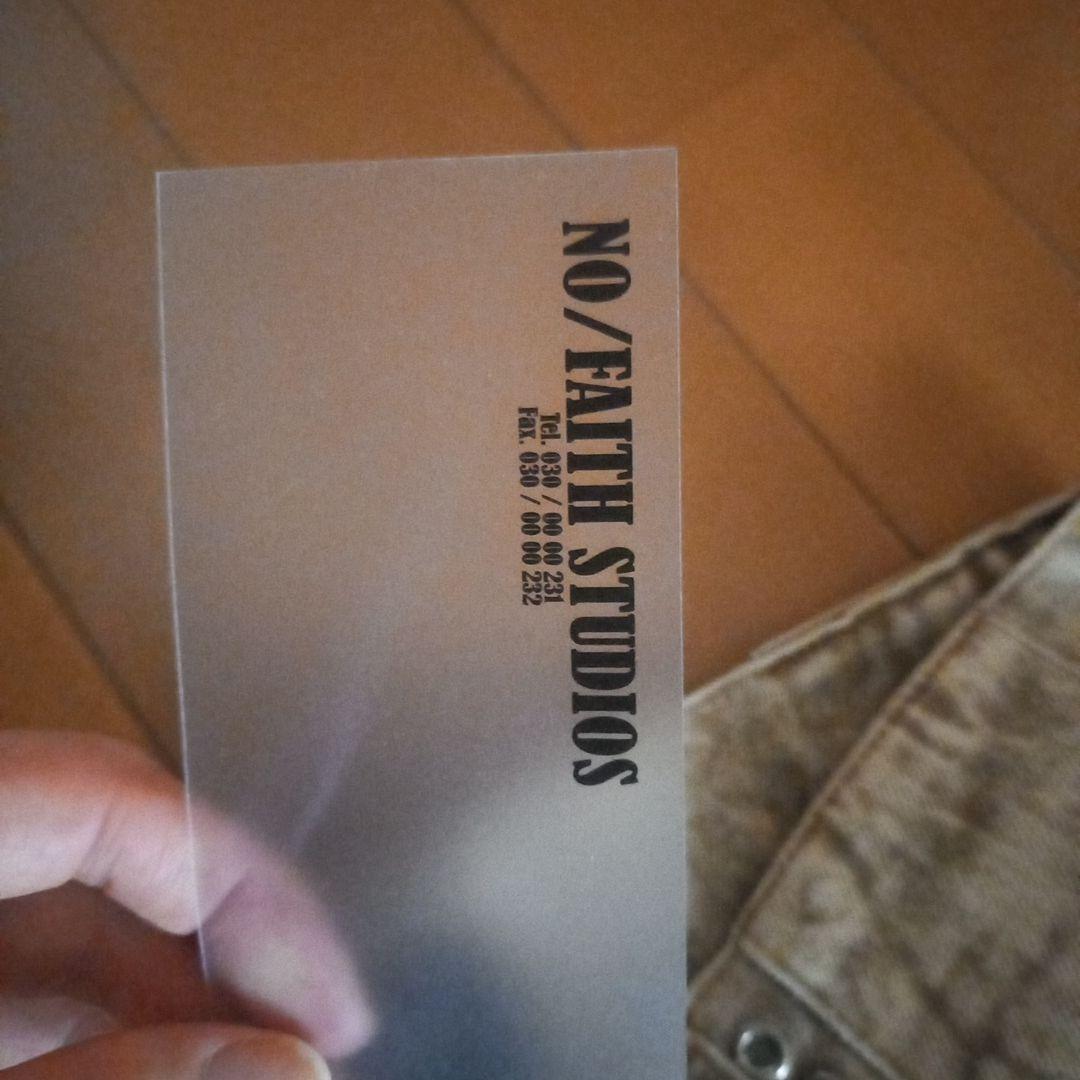 NO/FAITH STUDIOS
Tel. 030 / 00 00 231
Fax. 030 / 00 00 232